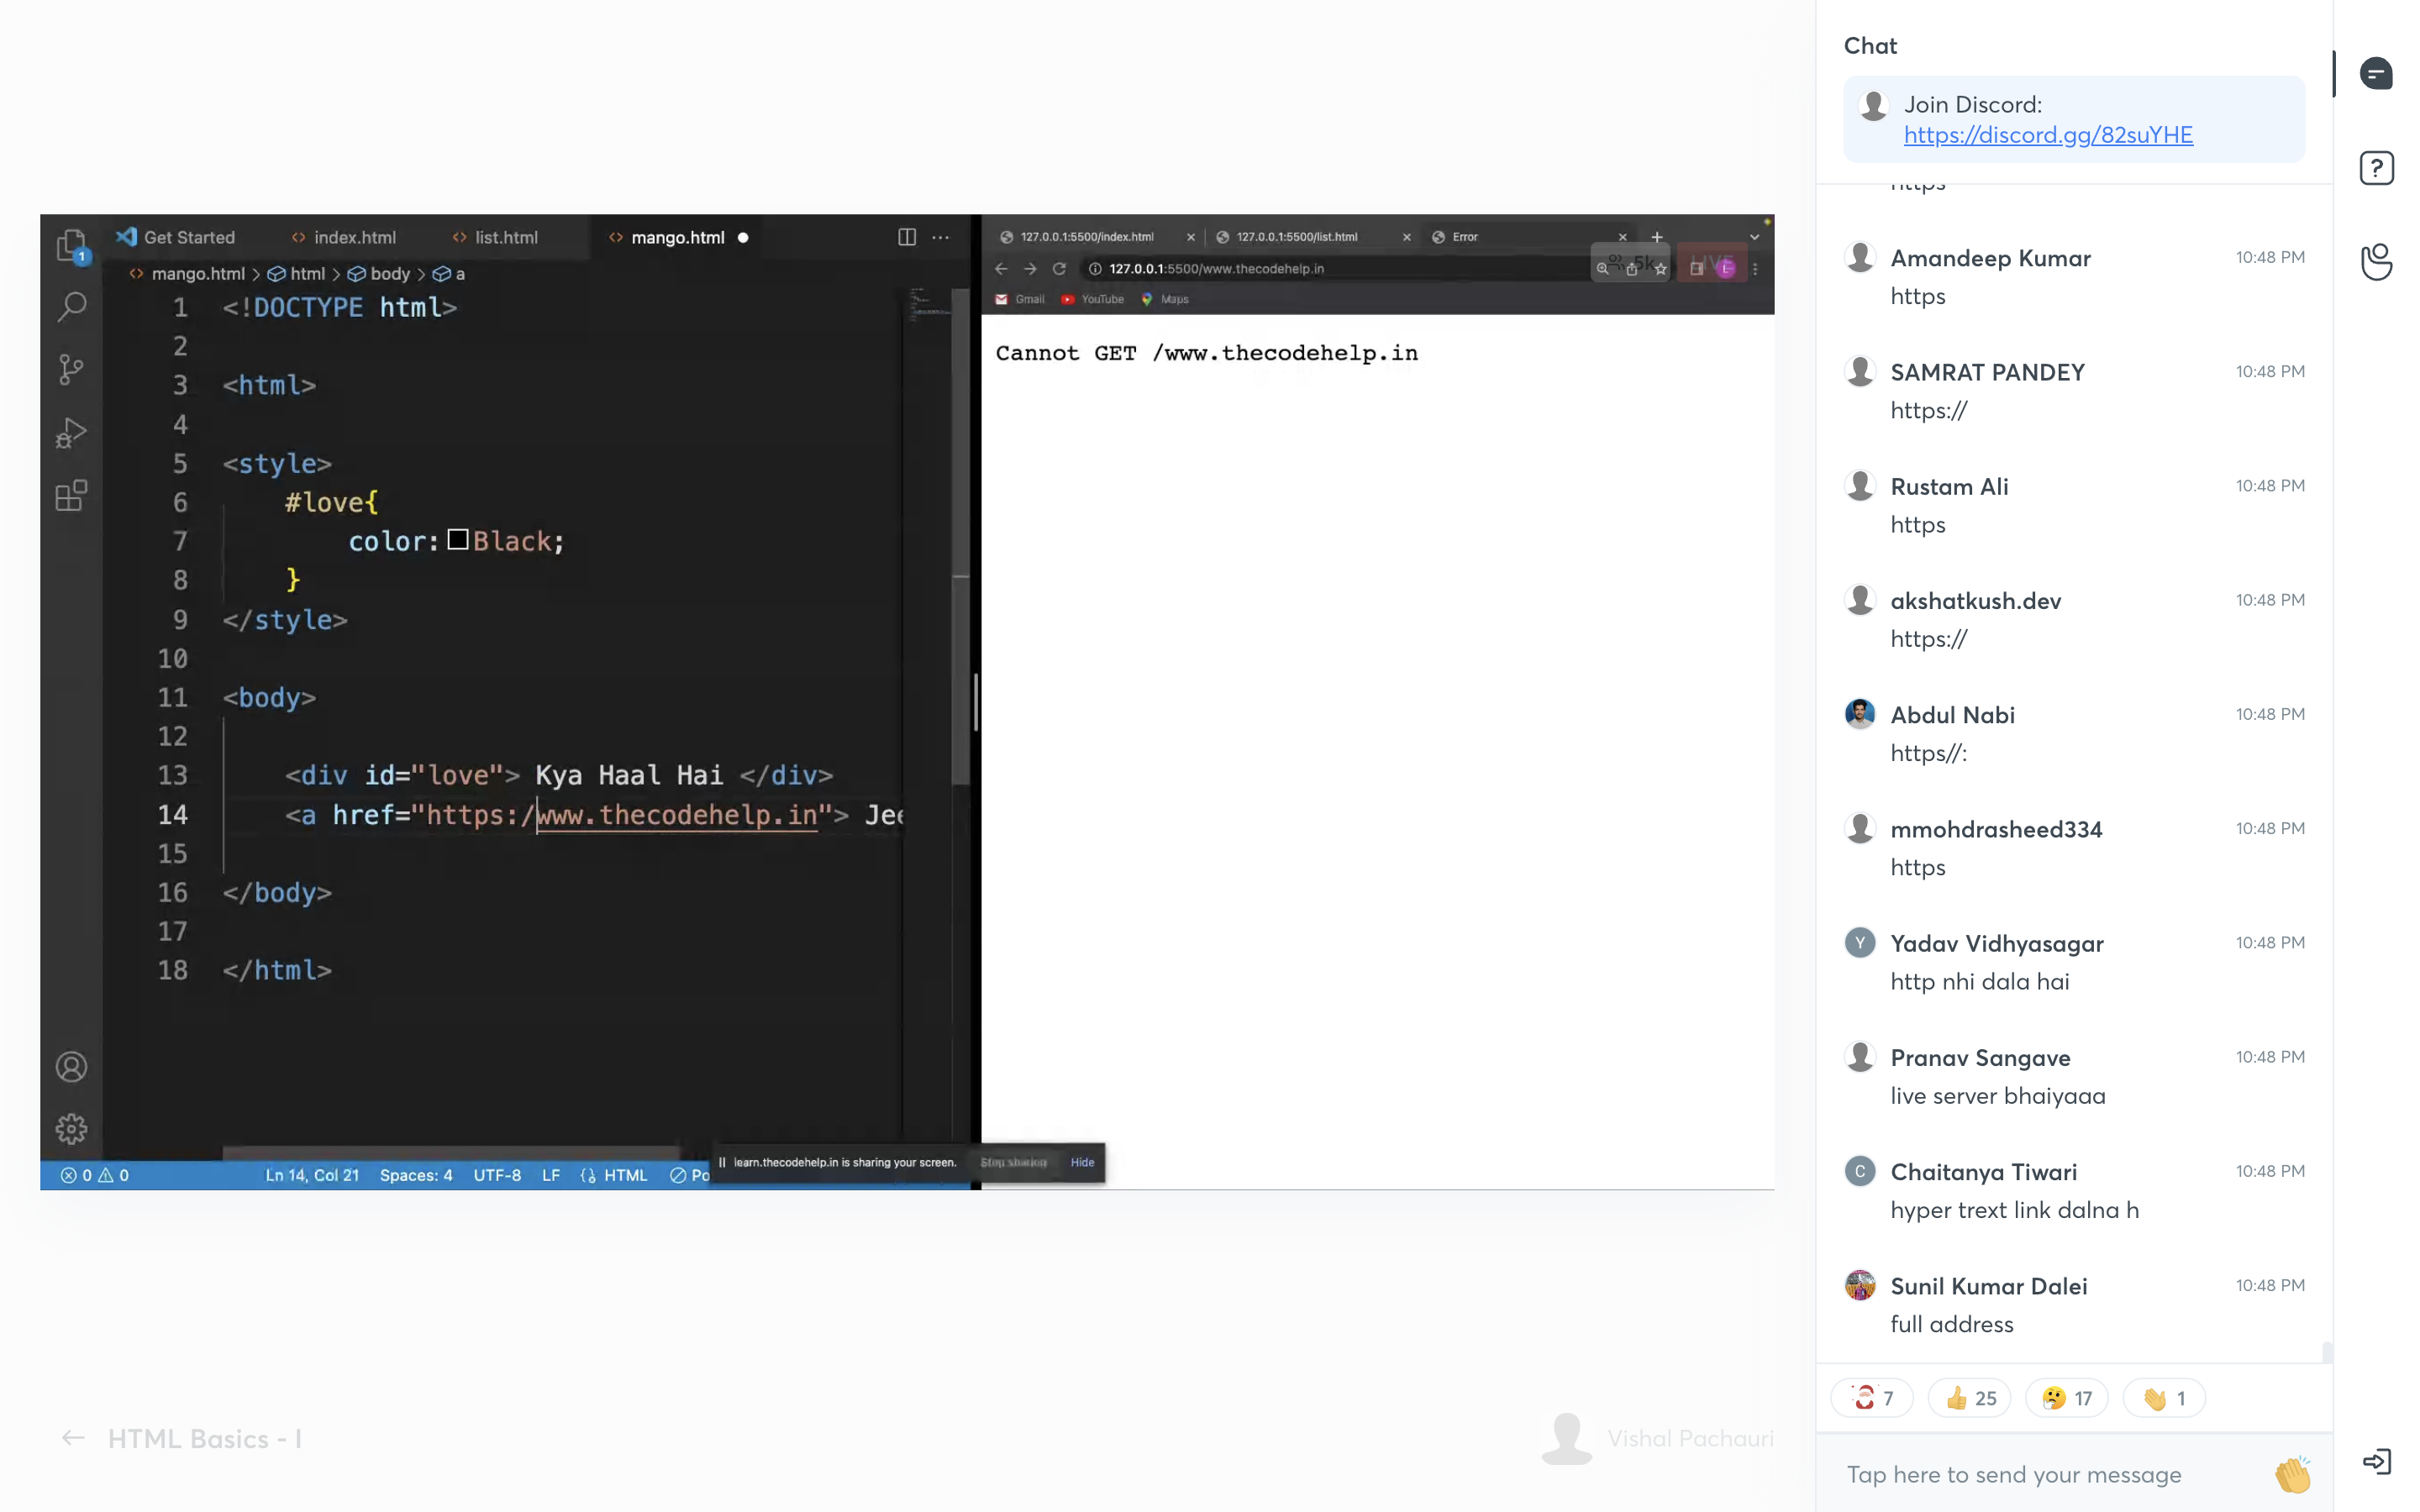 Get Started
index.html
list.html
mango.html
mango.html > html > body > a
1 <!DOCTYPE html>
2
3 <html>
4
5 <style>
6 #love{
7 color: Black;
8 }
9 </style>
10
11 <body>
12
13 <div id="love"> Kya Haal Hai </div>
14 <a href="https:/www.thecodehelp.in"> Jee
15
16 </body>
17
18 </html>
1
0 0
Ln 14, Col 21
Spaces: 4
UTF-8
LF
HTML
Po
learn.thecodehelp.in is sharing your screen.
Stop sharing
Hide
127.0.0.1:5500/index.html
127.0.0.1:5500/list.html
Error
127.0.0.1:5500/www.thecodehelp.in
5k
LIVE
Gmail
YouTube
Maps
Cannot GET /www.thecodehelp.in
HTML Basics - I
Vishal Pachauri
Chat
Join Discord:
https://discord.gg/82suYHE
https
Amandeep Kumar 10:48 PM
https
SAMRAT PANDEY 10:48 PM
https://
Rustam Ali 10:48 PM
https
akshatkush.dev 10:48 PM
https://
Abdul Nabi 10:48 PM
https//:
mmohdrasheed334 10:48 PM
https
Y
Yadav Vidhyasagar 10:48 PM
http nhi dala hai
Pranav Sangave 10:48 PM
live server bhaiyaaa
C
Chaitanya Tiwari 10:48 PM
hyper trext link dalna h
Sunil Kumar Dalei 10:48 PM
full address
7
25
17
1
Tap here to send your message
?